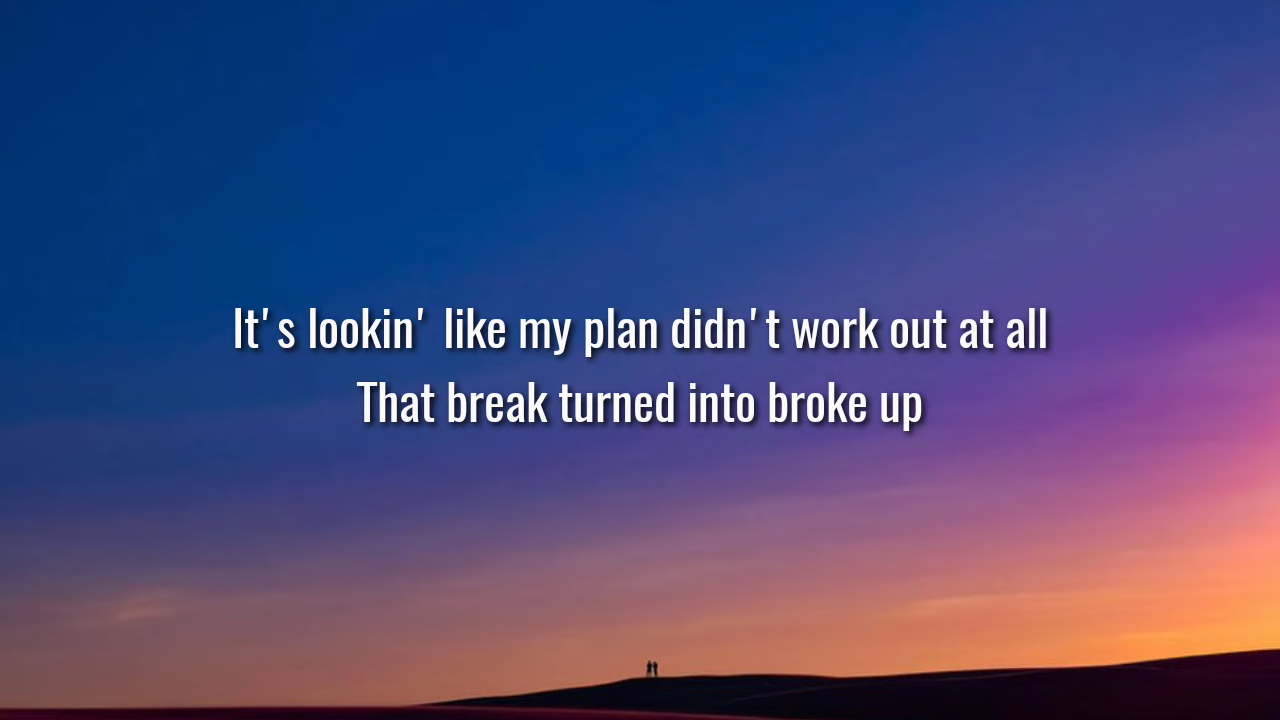 It's lookin' like my plan didn't work out at all
That break turned into broke up